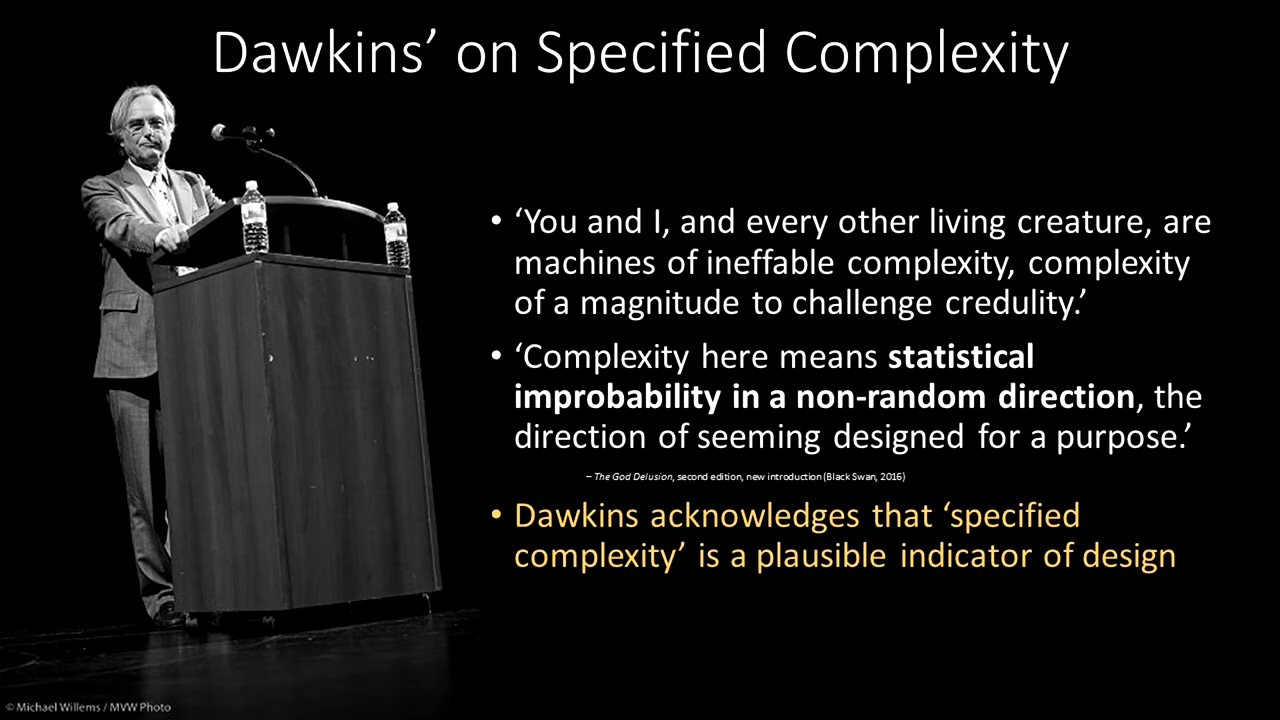 Dawkins’ on Specified Complexity
• ‘You and I, and every other living creature, are
machines of ineffable complexity, complexity
of a magnitude to challenge credulity.’
• ‘Complexity here means statistical
improbability in a non-random direction, the
direction of seeming designed for a purpose.’
– The God Delusion, second edition, new introduction (Black Swan, 2016)
• Dawkins acknowledges that ‘specified
complexity’ is a plausible indicator of design
© Michael Willems / MVW Photo